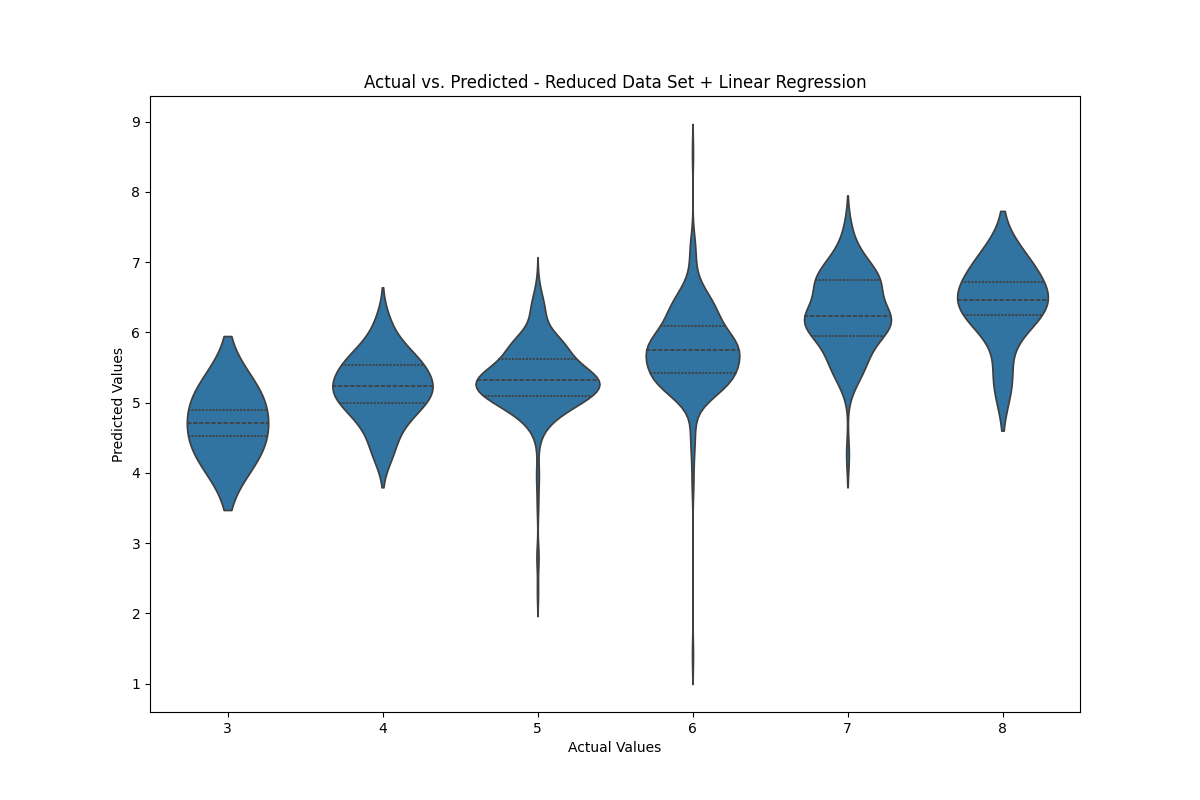 Actual vs. Predicted - Reduced Data Set + Linear Regression
Predicted Values
9
8
7
6
5
4
3
2
1
3 4 5 6 7 8
Actual Values